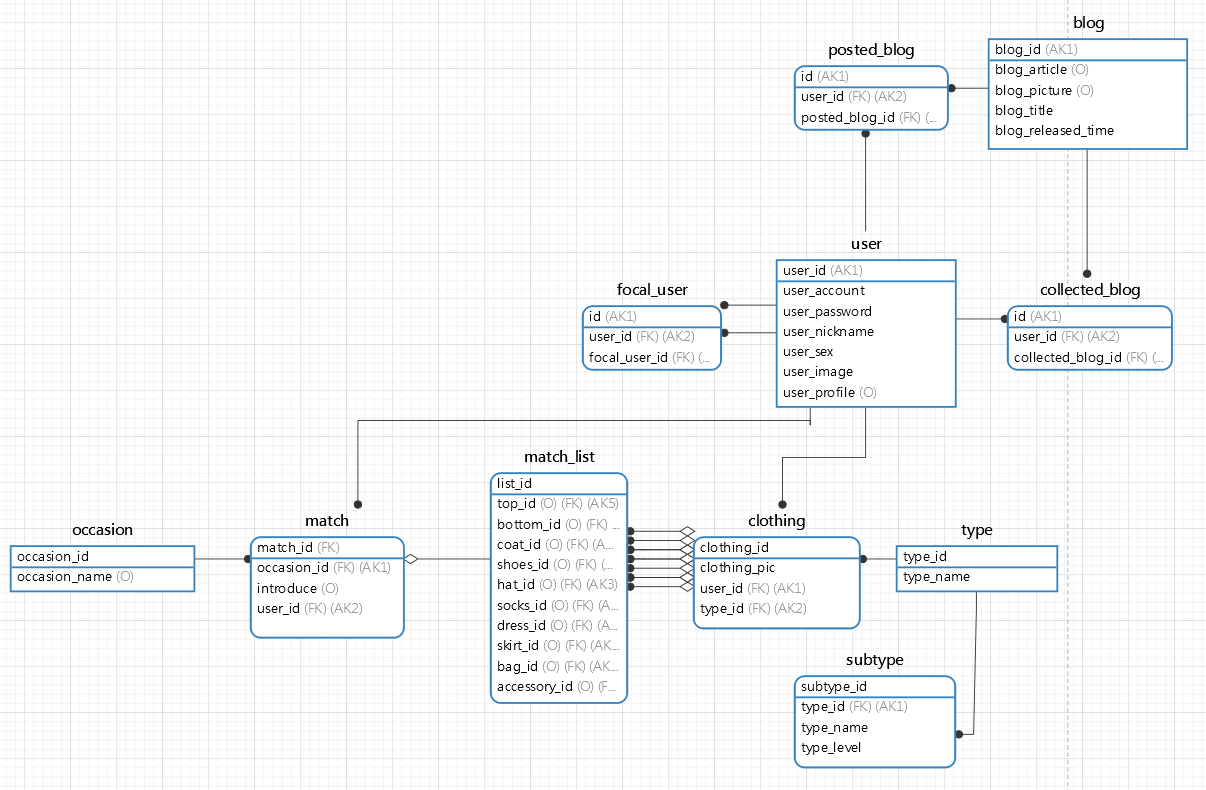 blog
blog_id (AK1)
blog_article (O)
blog_picture (O)
blog_title
blog_released_time
posted_blog
id (AK1)
user_id (FK) (AK2)
posted_blog_id (FK) (...
user
user_id (AK1)
user_account
user_password
user_nickname
user_sex
user_image
user_profile (O)
focal_user
id (AK1)
user_id (FK) (AK2)
focal_user_id (FK) (...
collected_blog
id (AK1)
user_id (FK) (AK2)
collected_blog_id (FK) (...
match_list
list_id
top_id (O) (FK) (AK5)
bottom_id (O) (FK) ...
coat_id (O) (FK) (A...
shoes_id (O) (FK) (...
hat_id (O) (FK) (AK3)
socks_id (O) (FK) (A...
dress_id (O) (FK) (A...
skirt_id (O) (FK) (AK...
bag_id (O) (FK) (AK...
accessory_id (O) (F...
occasion
occasion_id
occasion_name (O)
match
match_id (FK)
occasion_id (FK) (AK1)
introduce (O)
user_id (FK) (AK2)
clothing
clothing_id
clothing_pic
user_id (FK) (AK1)
type_id (FK) (AK2)
type
type_id
type_name
subtype
subtype_id
type_id (FK) (AK1)
type_name
type_level